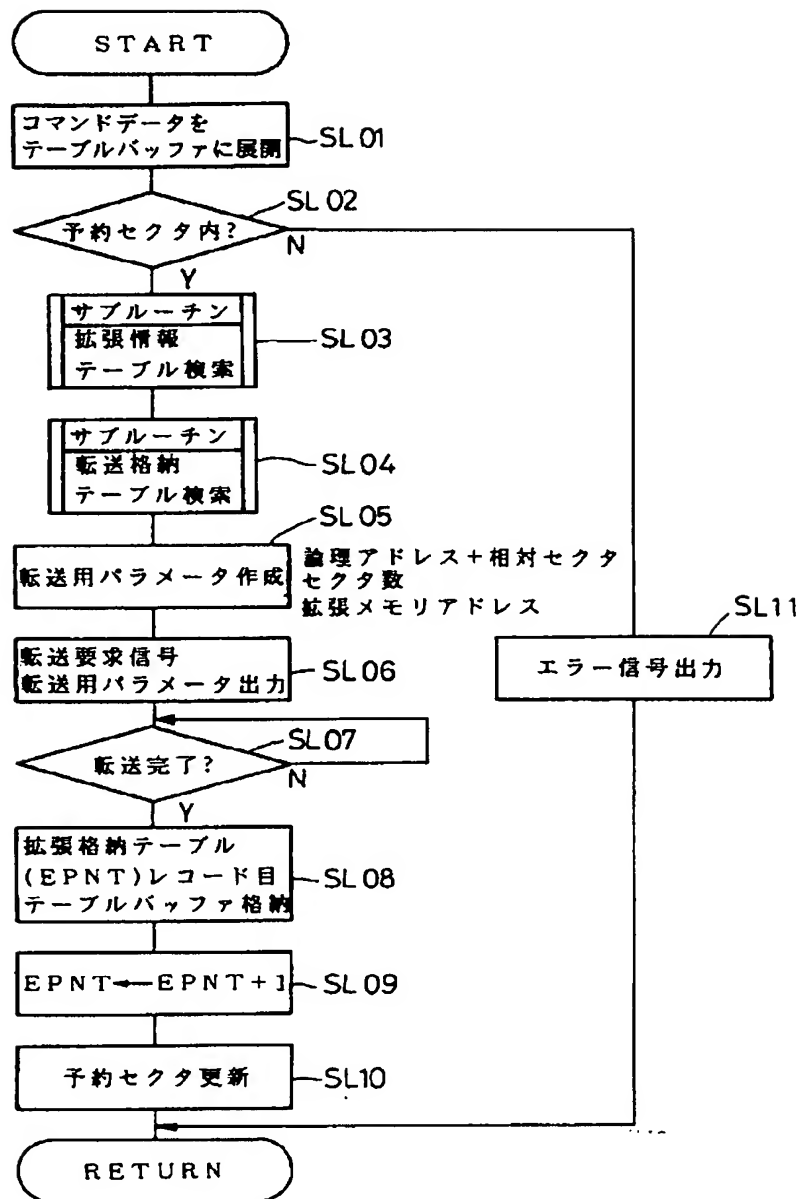 START
コマンドデータを
テーブルバッファに展開
SL01
SL02
予約セクタ内?
N
Y
サブルーチン
拡張情報
テーブル検索
SL03
サブルーチン
転送格納
テーブル検索
SL04
SL05
転送用パラメータ作成
論理アドレス+相対セクタ
セクタ数
拡張メモリアドレス
転送要求信号
転送用パラメータ出力
SL06
SL11
エラー信号出力
SL07
転送完了?
N
Y
拡張格納テーブル
(EPNT)レコード目
テーブルバッファ格納
SL08
EPNT←EPNT+1
SL09
予約セクタ更新
SL10
RETURN